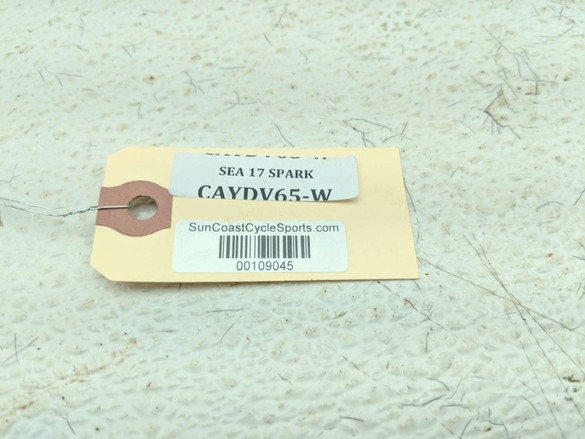 SEA 17 SPARK
CAYDV65-W
SunCoastCycleSports.com
00109045